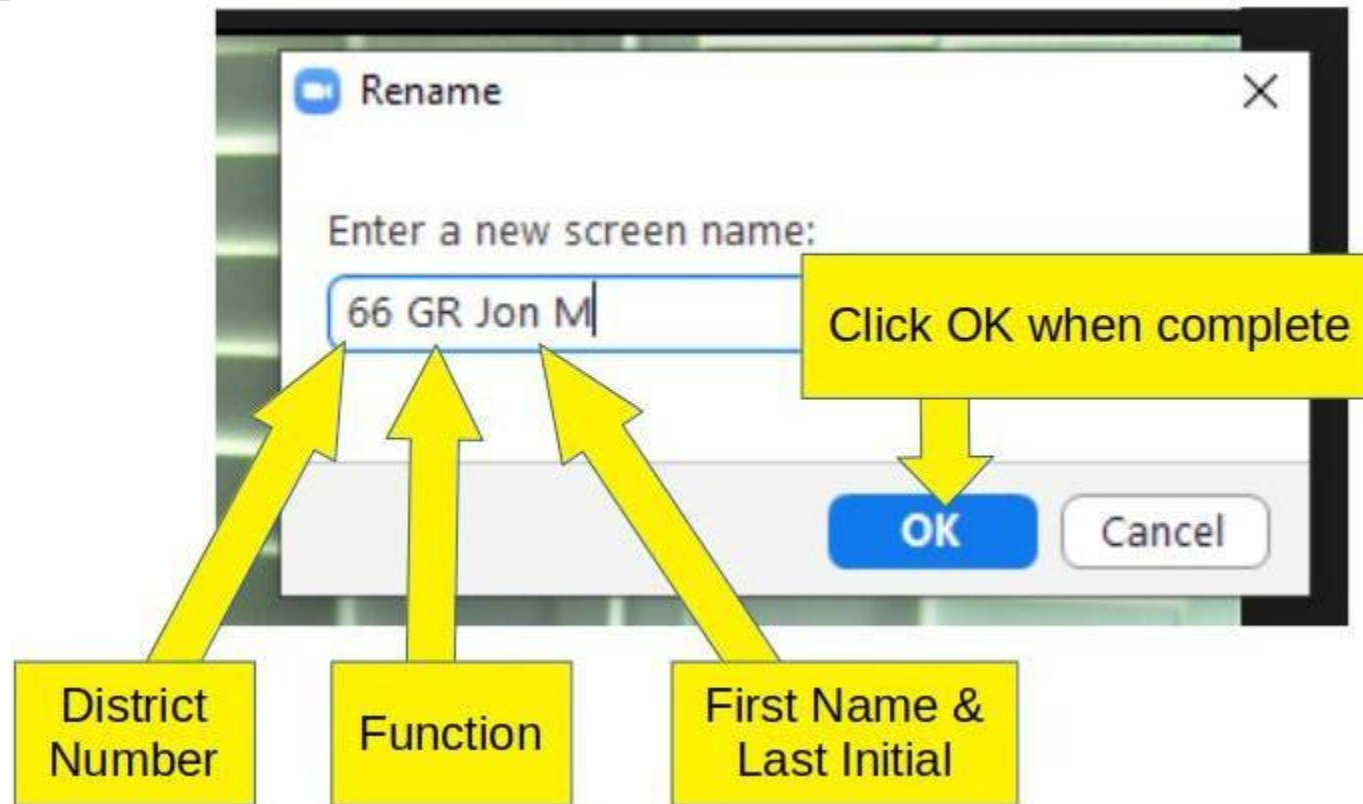 Rename
Enter a new screen name:
66 GR Jon M
Click OK when complete
OK
Cancel
District
Number
Function
First Name &
Last Initial